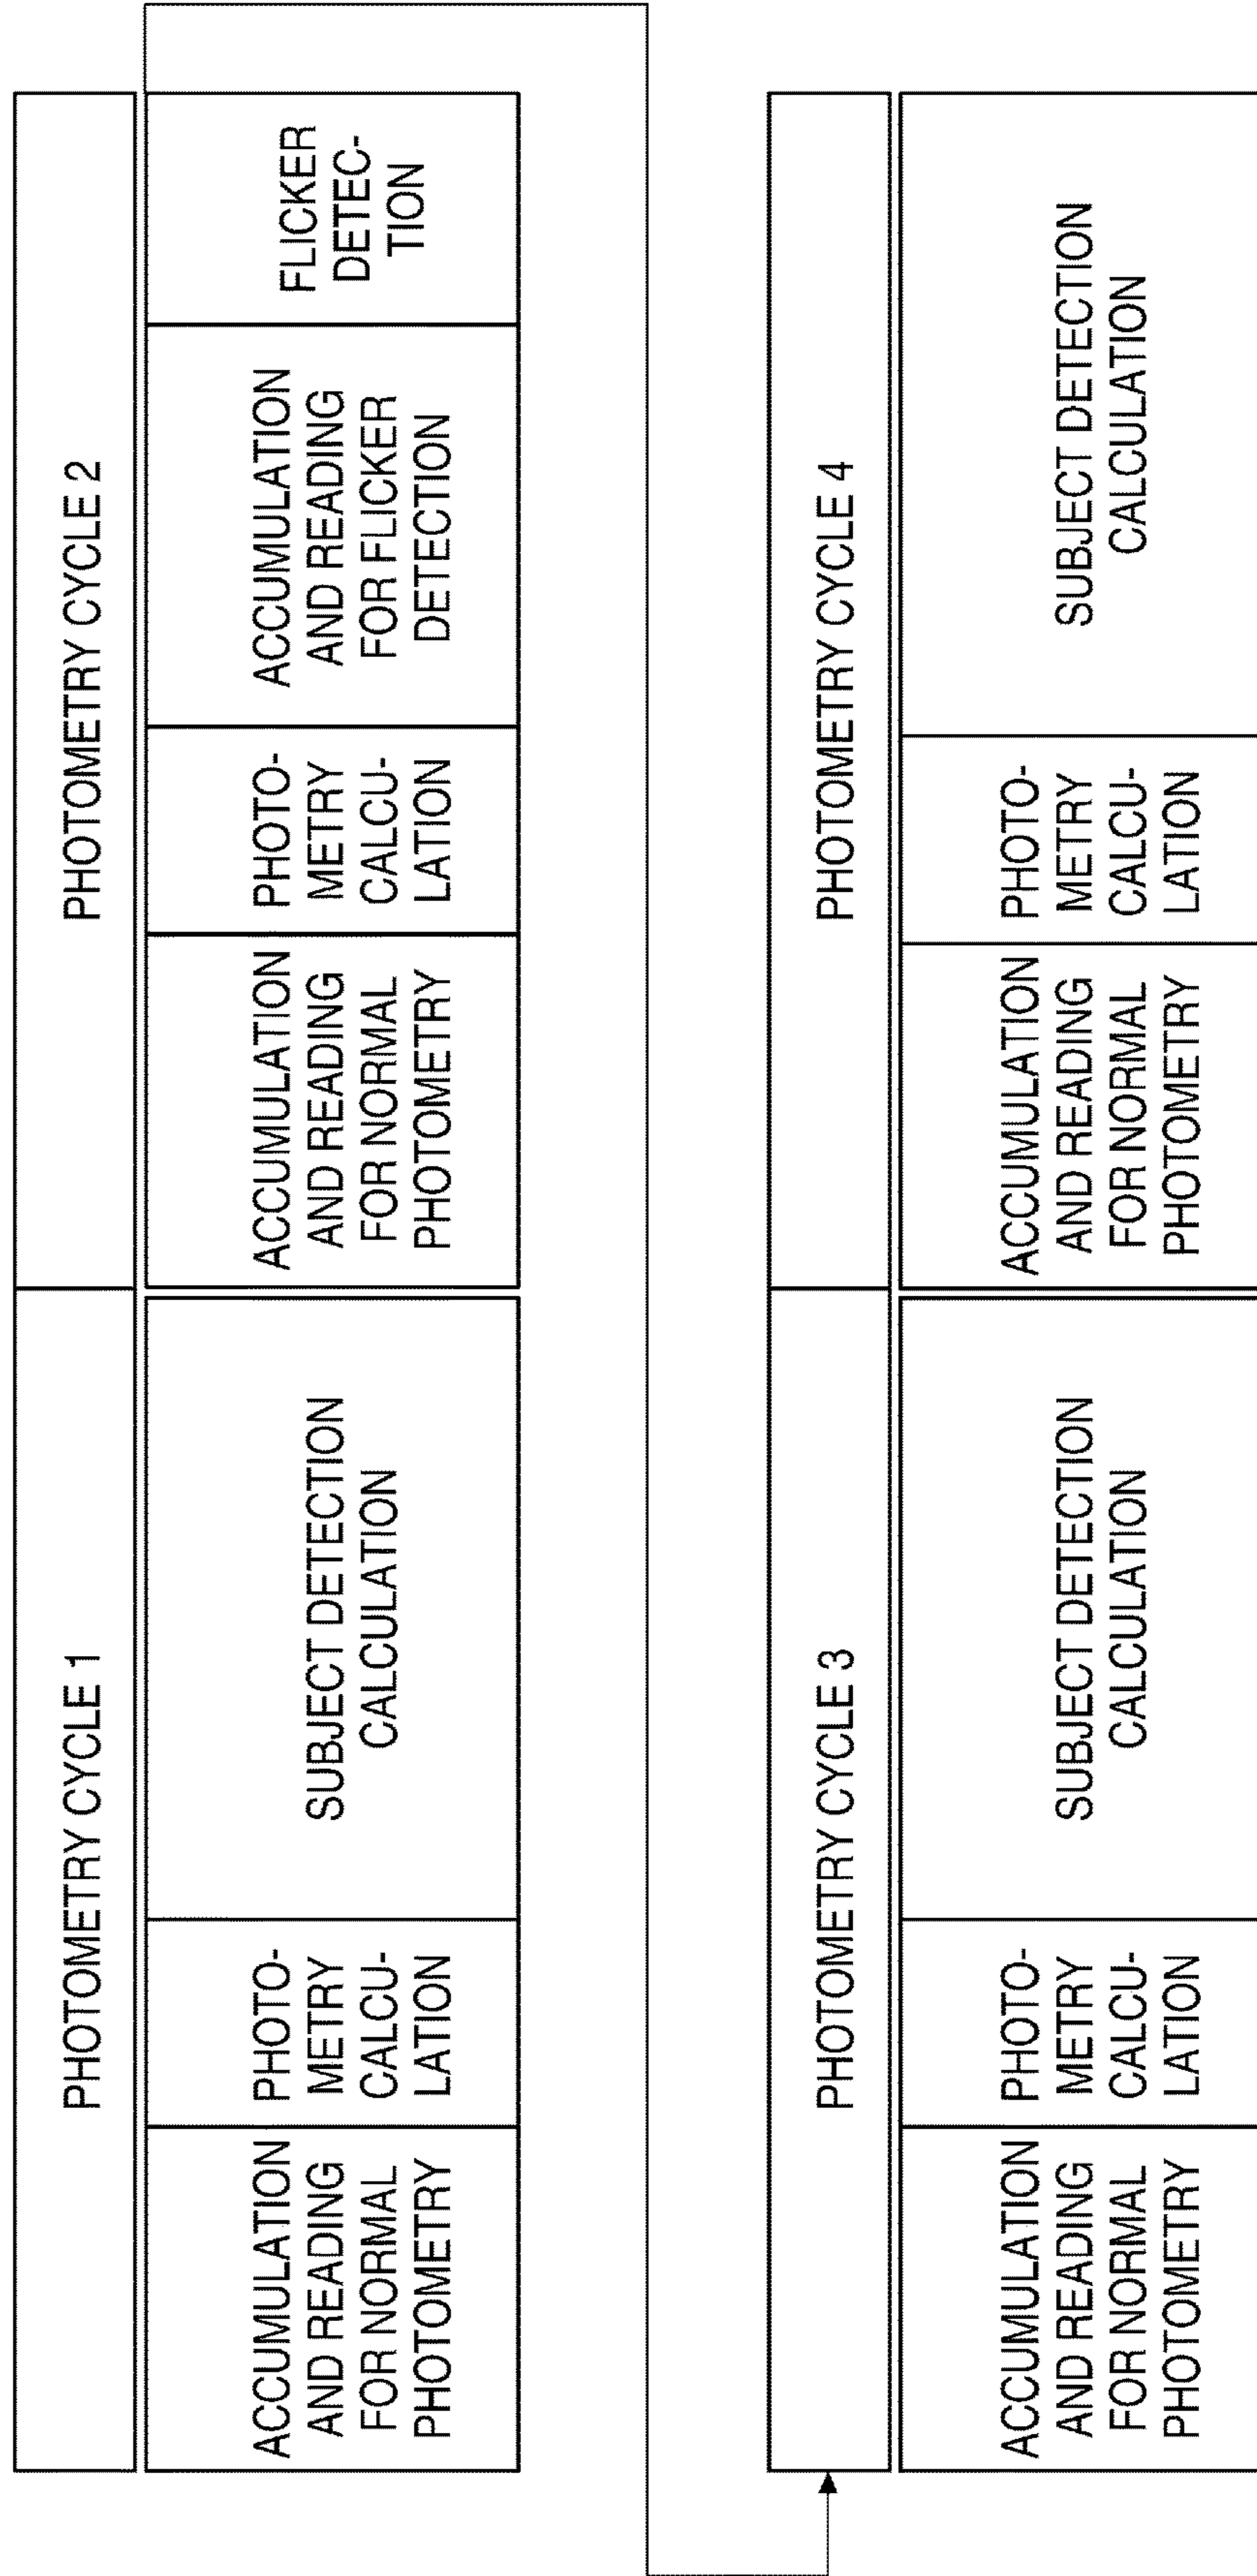 PHOTOMETRY CYCLE 1
ACCUMULATION
AND READING
FOR NORMAL
PHOTOMETRY
PHOTO-
METRY
CALCU-
LATION
SUBJECT DETECTION
CALCULATION
PHOTOMETRY CYCLE 2
ACCUMULATION
AND READING
FOR NORMAL
PHOTOMETRY
PHOTO-
METRY
CALCU-
LATION
ACCUMULATION
AND READING
FOR FLICKER
DETECTION
FLICKER
DETEC-
TION
PHOTOMETRY CYCLE 3
ACCUMULATION
AND READING
FOR NORMAL
PHOTOMETRY
PHOTO-
METRY
CALCU-
LATION
SUBJECT DETECTION
CALCULATION
PHOTOMETRY CYCLE 4
ACCUMULATION
AND READING
FOR NORMAL
PHOTOMETRY
PHOTO-
METRY
CALCU-
LATION
SUBJECT DETECTION
CALCULATION